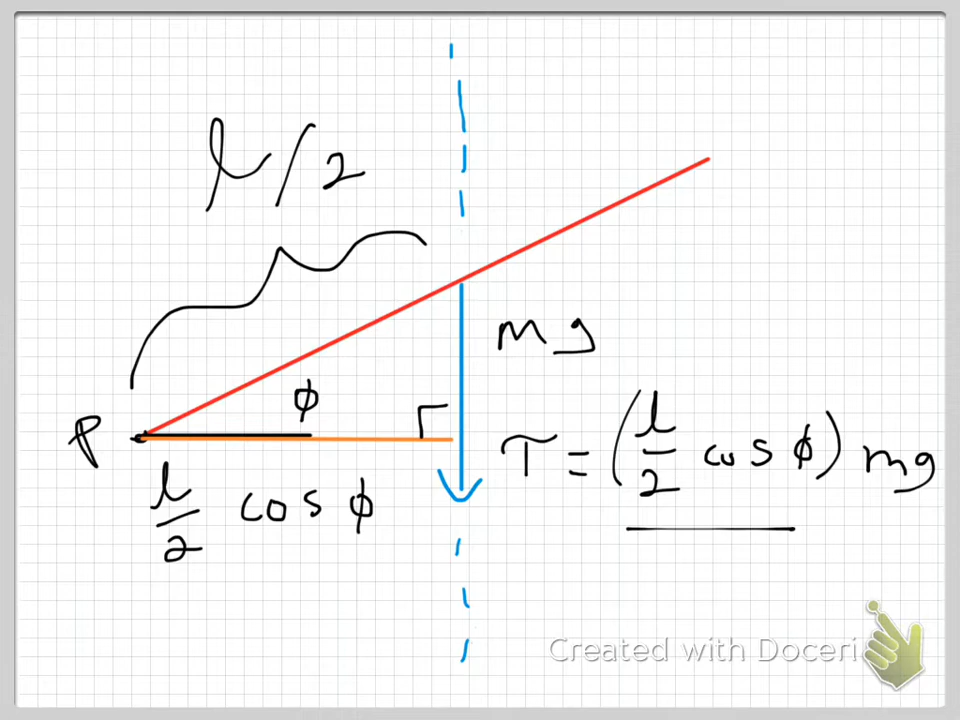 l/2
mg
ϕ
P
τ = (l/2 cos ϕ) mg
l/2 cos ϕ
Created with Doceri